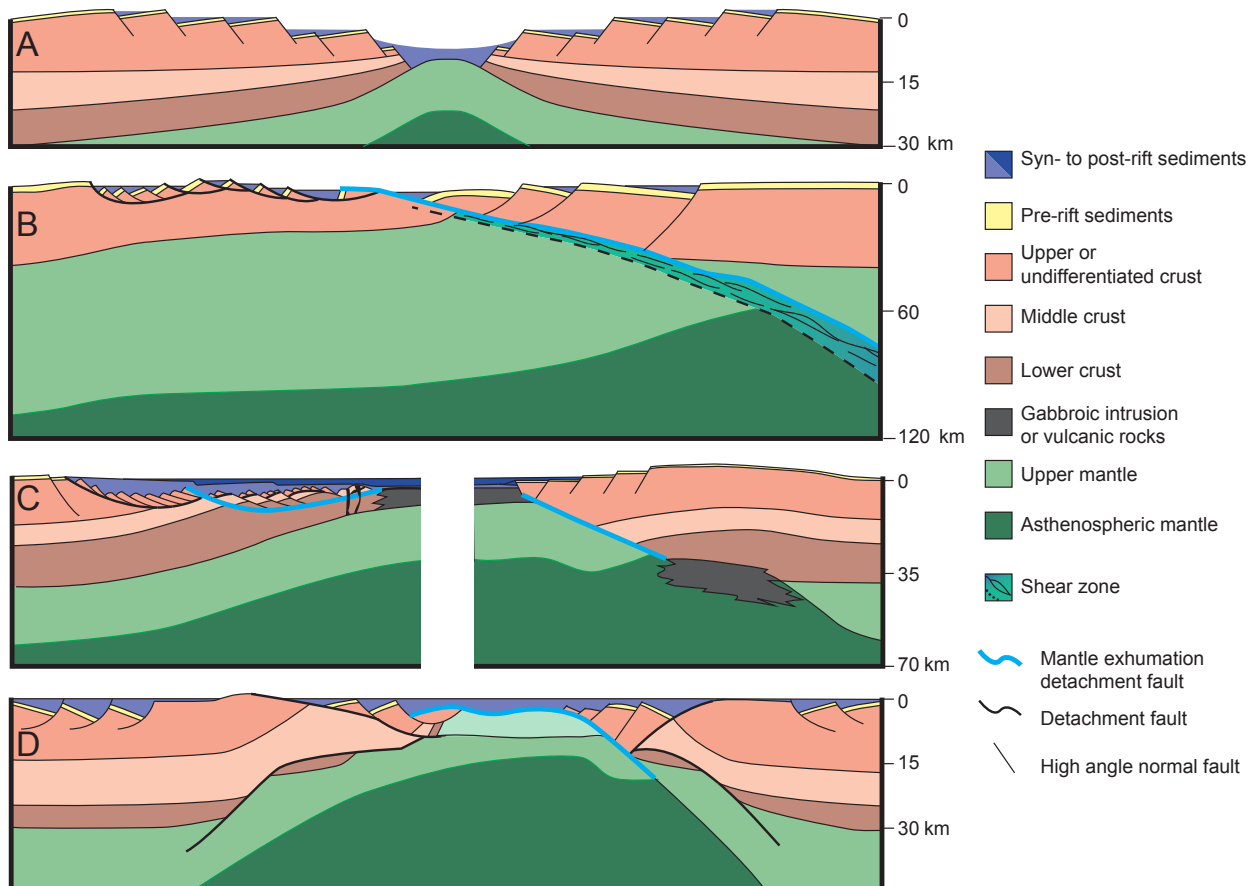 A
0
15
30 km
B
0
60
120 km
C
0
35
70 km
D
0
15
30 km
Syn- to post-rift sediments
Pre-rift sediments
Upper or
undifferentiated crust
Middle crust
Lower crust
Gabbroic intrusion
or vulcanic rocks
Upper mantle
Asthenospheric mantle
Shear zone
Mantle exhumation
detachment fault
Detachment fault
High angle normal fault